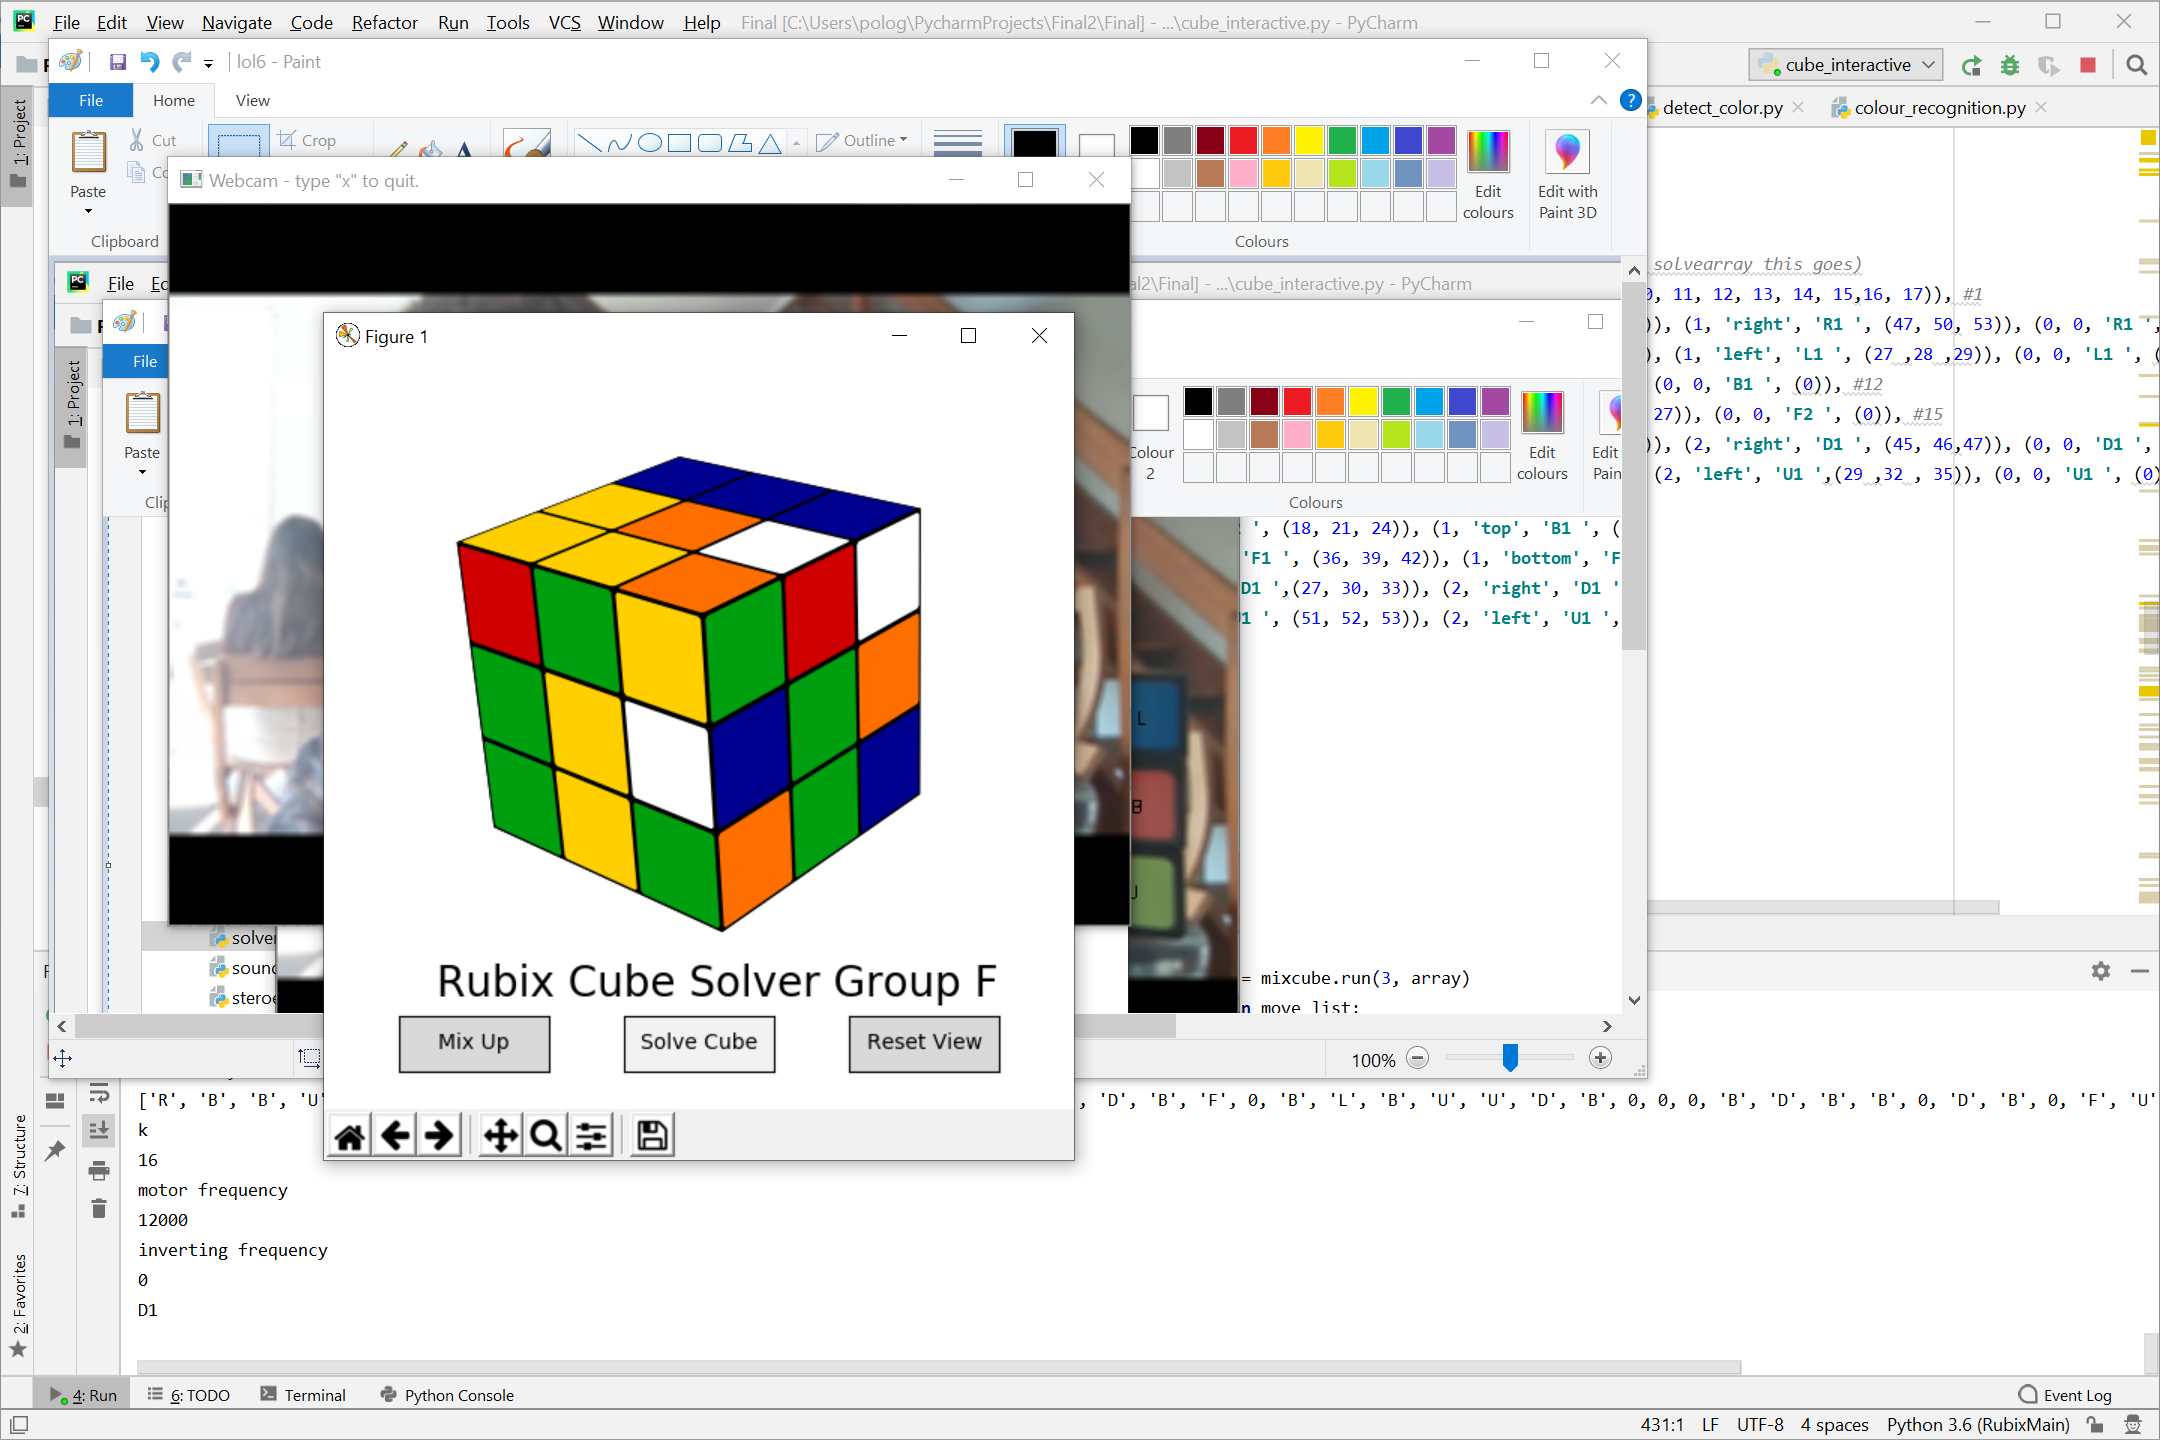 File Edit View Navigate Code Refactor Run Tools VCS Window Help Final [C:\Users\polog\PycharmProjects\Final2\Final] - ...\cube_interactive.py - PyCharm
lol6 - Paint
cube_interactive
File Home View
detect_color.py colour_recognition.py
1: Project
Cut
Crop
Outline
Paste
Edit colours
Edit with Paint 3D
Clipboard
Colours
Webcam - type "x" to quit.
solvearray this goes)
File
\Final] - ...\cube_interactive.py - PyCharm
11, 12, 13, 14, 15,16, 17)), #1
)), (1, 'right', 'R1 ', (47, 50, 53)), (0, 0, 'R1 ',
Figure 1
), (1, 'left', 'L1 ', (27 ,28 ,29)), (0, 0, 'L1 ', (
File
1: Project
(0, 0, 'B1 ', (0)), #12
27)), (0, 0, 'F2 ', (0)), #15
)), (2, 'right', 'D1 ', (45, 46,47)), (0, 0, 'D1 ',
(2, 'left', 'U1 ',(29 ,32 , 35)), (0, 0, 'U1 ', (0)
Paste
2
Edit colours
Edit
Colours
', (18, 21, 24)), (1, 'top', 'B1 ', (
'F1 ', (36, 39, 42)), (1, 'bottom', 'F
D1 ',(27, 30, 33)), (2, 'right', 'D1 '
', (51, 52, 53)), (2, 'left', 'U1 ',
L
B
= mixcube.run(3, array)
move list:
Rubix Cube Solver Group F
Mix Up Solve Cube Reset View
100%
['R', 'B', 'B', 'U
, 'D', 'B', 'F', 0, 'B', 'L', 'B', 'U', 'U', 'D', 'B', 0, 0, 0, 'B', 'D', 'B', 'B', 0, 'D', 'B', 0, 'F', 'U'
k
16
motor frequency
12000
inverting frequency
0
D1
7: Structure
2: Favorites
4: Run 6: TODO Terminal Python Console Event Log
431:1 LF UTF-8 4 spaces Python 3.6 (RubixMain)